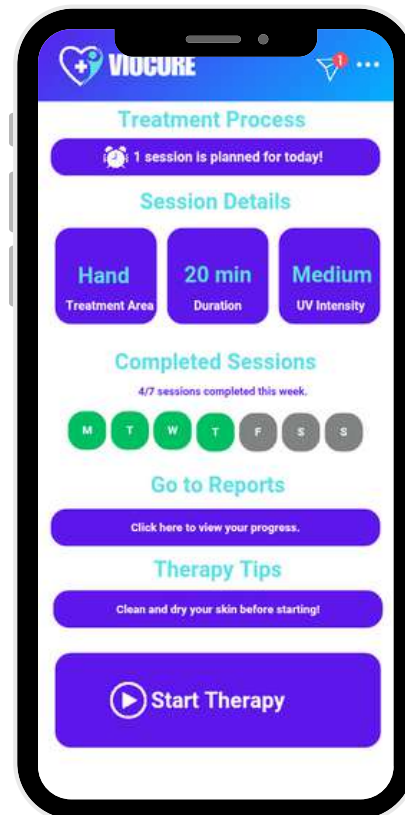 VIOCURE
1
Treatment Process
1 session is planned for today!
Session Details
Hand
Treatment Area
20 min
Duration
Medium
UV Intensity
Completed Sessions
4/7 sessions completed this week.
M T W T F S S
Go to Reports
Click here to view your progress.
Therapy Tips
Clean and dry your skin before starting!
Start Therapy